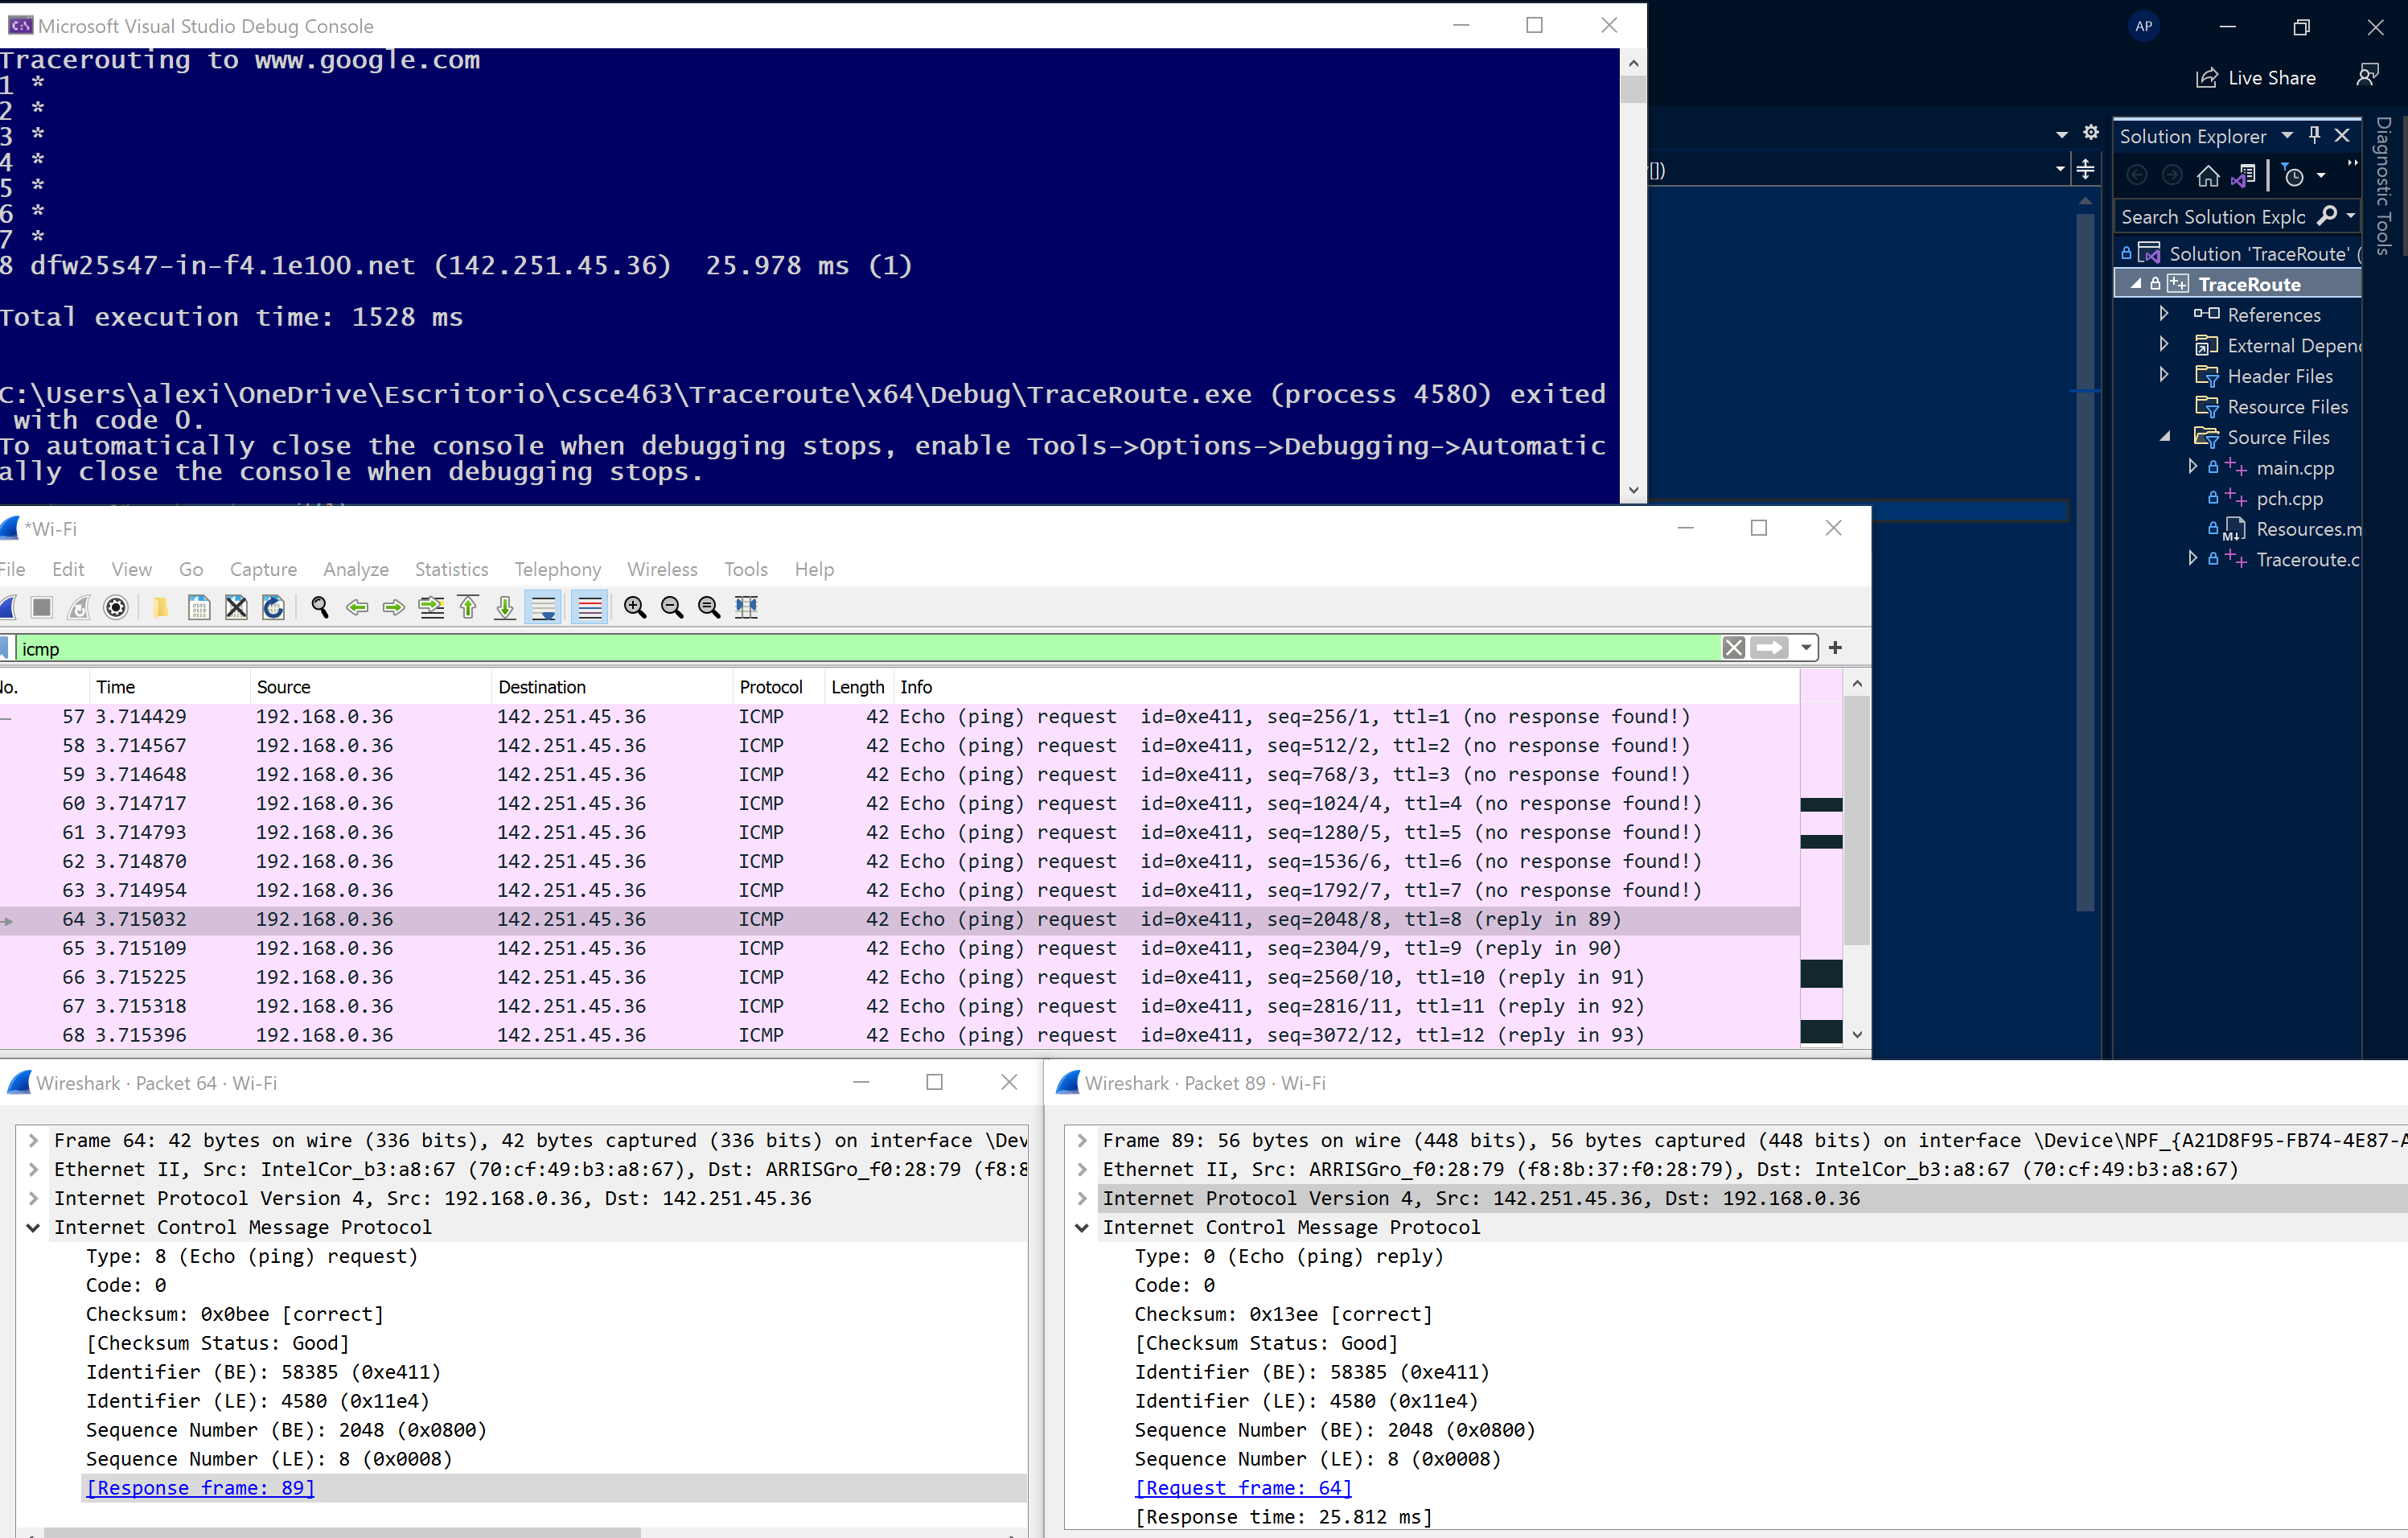 Microsoft Visual Studio Debug Console
Tracerouting to www.google.com
1 *
2 *
3 *
4 *
5 *
6 *
7 *
8 dfw25s47-in-f4.1e100.net (142.251.45.36)  25.978 ms (1)
Total execution time: 1528 ms
C:\Users\alexi\OneDrive\Escritorio\csce463\Traceroute\x64\Debug\TraceRoute.exe (process 4580) exited
with code 0.
To automatically close the console when debugging stops, enable Tools->Options->Debugging->Automatic
ally close the console when debugging stops.
AP
Live Share
[])
Solution Explorer
Search Solution Explo
Solution 'TraceRoute' (
TraceRoute
References
External Depen
Header Files
Resource Files
Source Files
main.cpp
pch.cpp
Resources.m
Traceroute.c
Diagnostic Tools
*Wi-Fi
File Edit View Go Capture Analyze Statistics Telephony Wireless Tools Help
icmp
No. Time Source Destination Protocol Length Info
57 3.714429 192.168.0.36 142.251.45.36 ICMP 42 Echo (ping) request id=0xe411, seq=256/1, ttl=1 (no response found!)
58 3.714567 192.168.0.36 142.251.45.36 ICMP 42 Echo (ping) request id=0xe411, seq=512/2, ttl=2 (no response found!)
59 3.714648 192.168.0.36 142.251.45.36 ICMP 42 Echo (ping) request id=0xe411, seq=768/3, ttl=3 (no response found!)
60 3.714717 192.168.0.36 142.251.45.36 ICMP 42 Echo (ping) request id=0xe411, seq=1024/4, ttl=4 (no response found!)
61 3.714793 192.168.0.36 142.251.45.36 ICMP 42 Echo (ping) request id=0xe411, seq=1280/5, ttl=5 (no response found!)
62 3.714870 192.168.0.36 142.251.45.36 ICMP 42 Echo (ping) request id=0xe411, seq=1536/6, ttl=6 (no response found!)
63 3.714954 192.168.0.36 142.251.45.36 ICMP 42 Echo (ping) request id=0xe411, seq=1792/7, ttl=7 (no response found!)
64 3.715032 192.168.0.36 142.251.45.36 ICMP 42 Echo (ping) request id=0xe411, seq=2048/8, ttl=8 (reply in 89)
65 3.715109 192.168.0.36 142.251.45.36 ICMP 42 Echo (ping) request id=0xe411, seq=2304/9, ttl=9 (reply in 90)
66 3.715225 192.168.0.36 142.251.45.36 ICMP 42 Echo (ping) request id=0xe411, seq=2560/10, ttl=10 (reply in 91)
67 3.715318 192.168.0.36 142.251.45.36 ICMP 42 Echo (ping) request id=0xe411, seq=2816/11, ttl=11 (reply in 92)
68 3.715396 192.168.0.36 142.251.45.36 ICMP 42 Echo (ping) request id=0xe411, seq=3072/12, ttl=12 (reply in 93)
Wireshark · Packet 64 · Wi-Fi
Frame 64: 42 bytes on wire (336 bits), 42 bytes captured (336 bits) on interface \Dev
Ethernet II, Src: IntelCor_b3:a8:67 (70:cf:49:b3:a8:67), Dst: ARRISGro_f0:28:79 (f8:8
Internet Protocol Version 4, Src: 192.168.0.36, Dst: 142.251.45.36
Internet Control Message Protocol
Type: 8 (Echo (ping) request)
Code: 0
Checksum: 0x0bee [correct]
[Checksum Status: Good]
Identifier (BE): 58385 (0xe411)
Identifier (LE): 4580 (0x11e4)
Sequence Number (BE): 2048 (0x0800)
Sequence Number (LE): 8 (0x0008)
[Response frame: 89]
Wireshark · Packet 89 · Wi-Fi
Frame 89: 56 bytes on wire (448 bits), 56 bytes captured (448 bits) on interface \Device\NPF_{A21D8F95-FB74-4E87-A
Ethernet II, Src: ARRISGro_f0:28:79 (f8:8b:37:f0:28:79), Dst: IntelCor_b3:a8:67 (70:cf:49:b3:a8:67)
Internet Protocol Version 4, Src: 142.251.45.36, Dst: 192.168.0.36
Internet Control Message Protocol
Type: 0 (Echo (ping) reply)
Code: 0
Checksum: 0x13ee [correct]
[Checksum Status: Good]
Identifier (BE): 58385 (0xe411)
Identifier (LE): 4580 (0x11e4)
Sequence Number (BE): 2048 (0x0800)
Sequence Number (LE): 8 (0x0008)
[Request frame: 64]
[Response time: 25.812 ms]